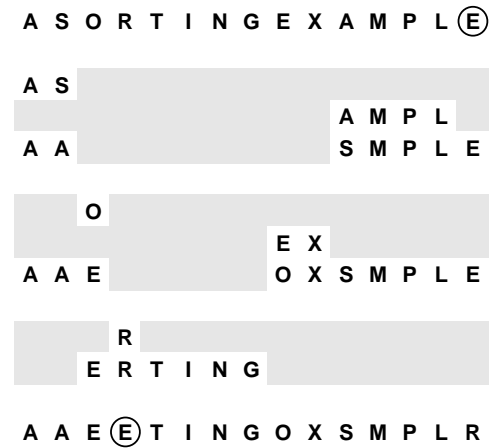 A S O R T I N G E X A M P L E
A S
A M P L
A A S M P L E
O
E X
A A E O X S M P L E
R
E R T I N G
A A E E T I N G O X S M P L R